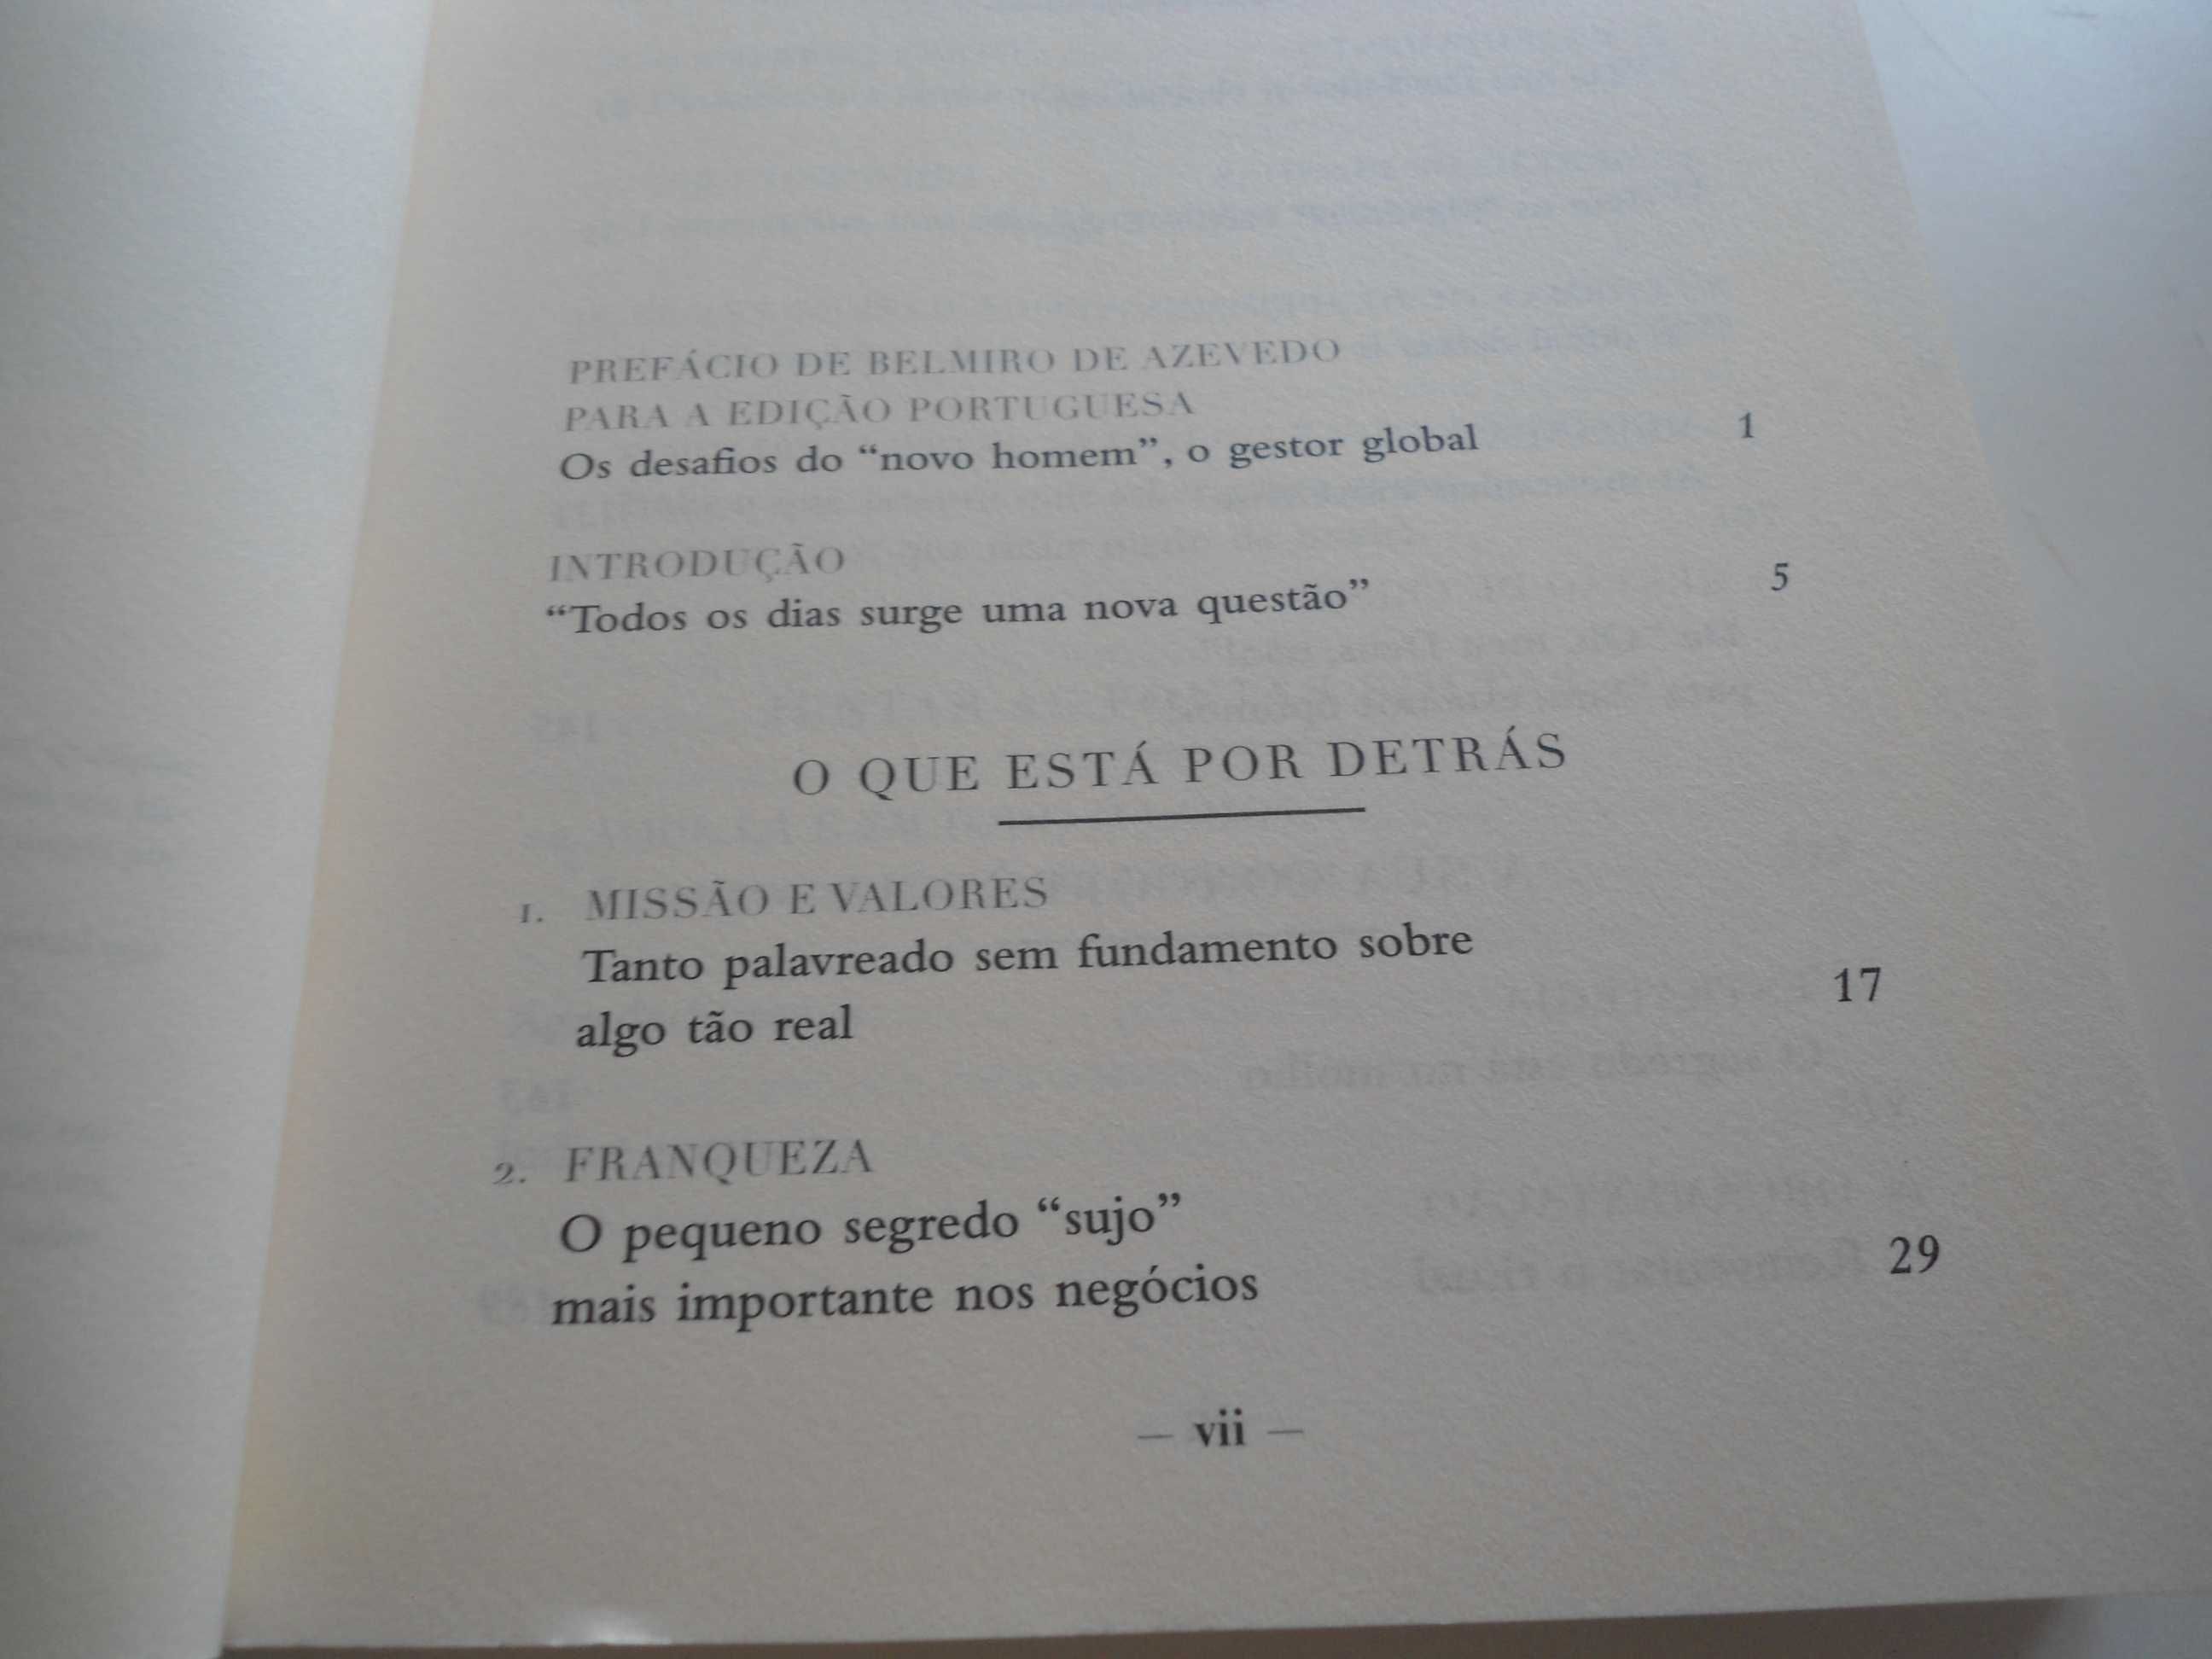 PREFÁCIO DE BELMIRO DE AZEVEDO
PARA A EDIÇÃO PORTUGUESA
Os desafios do “novo homem”, o gestor global 1
INTRODUÇÃO
“Todos os dias surge uma nova questão” 5
O QUE ESTÁ POR DETRÁS
1. MISSÃO E VALORES
Tanto palavreado sem fundamento sobre
algo tão real 17
2. FRANQUEZA
O pequeno segredo “sujo”
mais importante nos negócios 29
— vii —